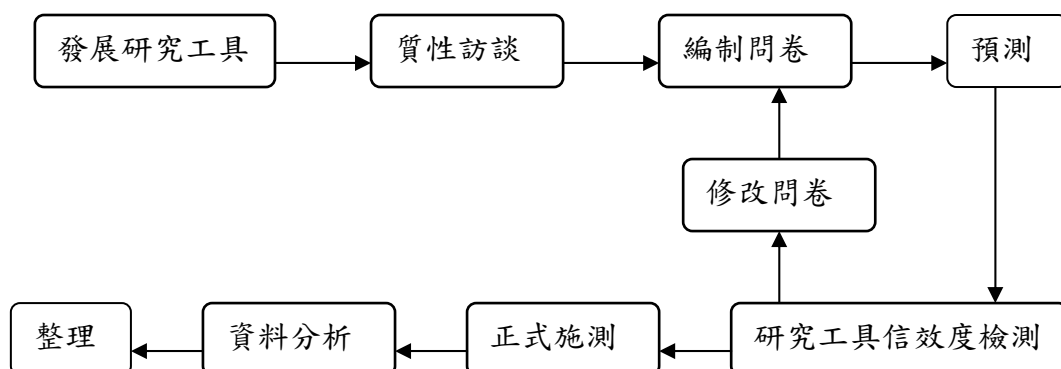 發展研究工具
質性訪談
編制問卷
預測
修改問卷
整理
資料分析
正式施測
研究工具信效度檢測